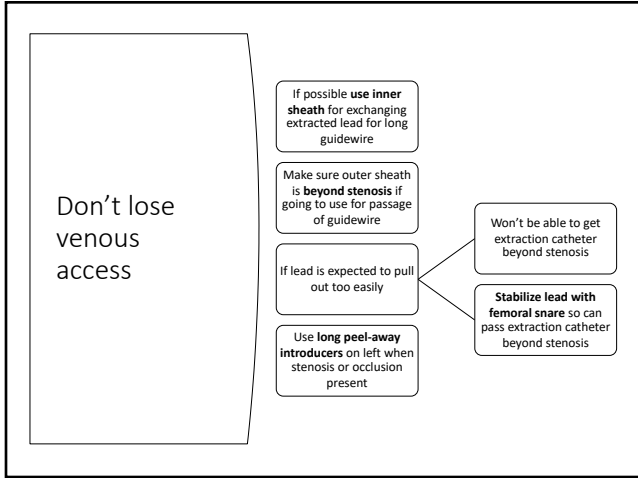 Don't lose
venous
access
If possible use inner
sheath for exchanging
extracted lead for long
guidewire
Make sure outer sheath
is beyond stenosis if
going to use for passage
of guidewire
If lead is expected to pull
out too easily
Won't be able to get
extraction catheter
beyond stenosis
Stabilize lead with
femoral snare so can
pass extraction catheter
beyond stenosis
Use long peel-away
introducers on left when
stenosis or occlusion
present